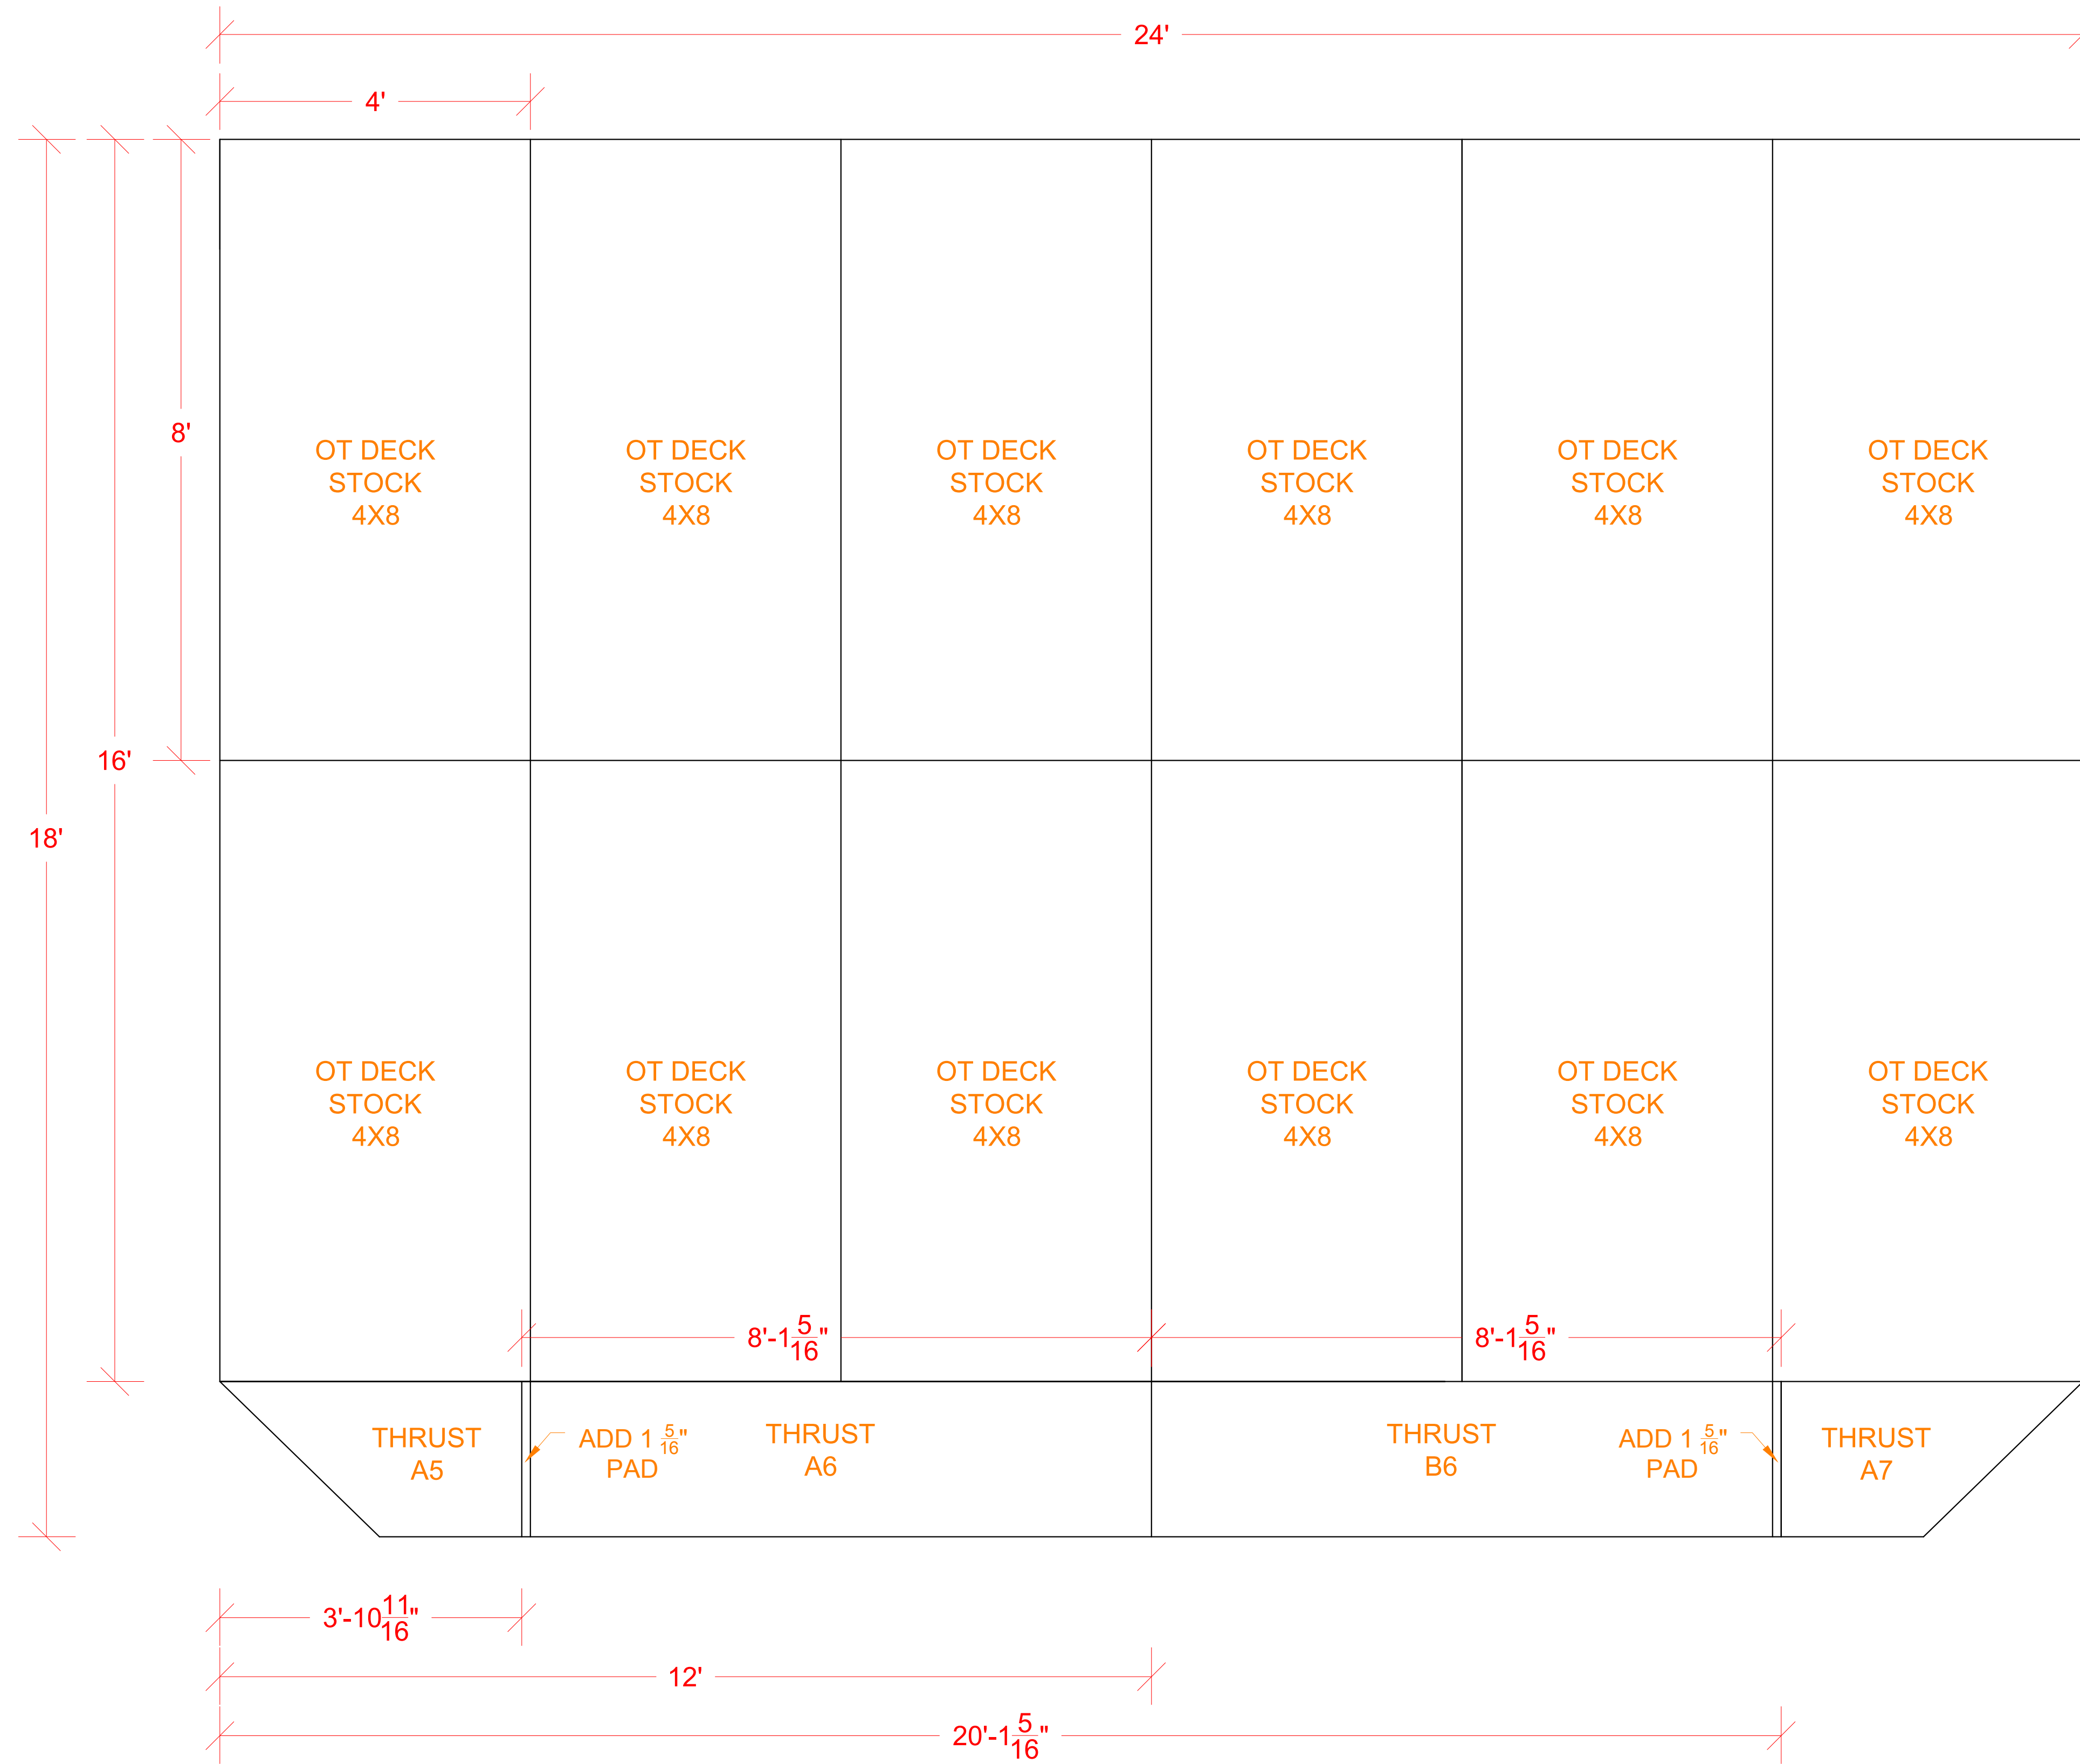 24'
4'
8'
OT DECK
STOCK
4X8
OT DECK
STOCK
4X8
OT DECK
STOCK
4X8
OT DECK
STOCK
4X8
OT DECK
STOCK
4X8
OT DECK
STOCK
4X8
16'
18'
OT DECK
STOCK
4X8
OT DECK
STOCK
4X8
OT DECK
STOCK
4X8
OT DECK
STOCK
4X8
OT DECK
STOCK
4X8
OT DECK
STOCK
4X8
8'-1 5/16"
8'-1 5/16"
THRUST
A5
ADD 1 5/16"
PAD
THRUST
A6
THRUST
B6
ADD 1 5/16"
PAD
THRUST
A7
3'-10 11/16"
12'
20'-1 5/16"